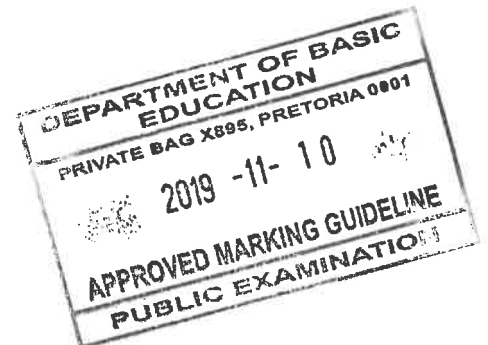 DEPARTMENT OF BASIC
EDUCATION
PRIVATE BAG X895, PRETORIA 0001
2019 -11- 10
APPROVED MARKING GUIDELINE
PUBLIC EXAMINATION